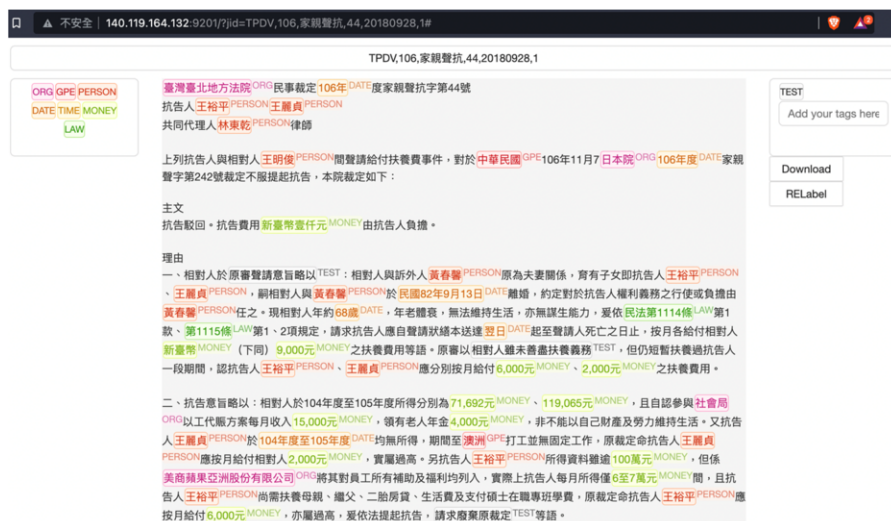 不安全 | 140.119.164.132:9201/?jid=TPDV,106,家親聲抗,44,20180928,1#
TPDV,106,家親聲抗,44,20180928,1
ORG GPE PERSON
DATE TIME MONEY
LAW
臺灣臺北地方法院ORG民事裁定106年DATE度家親聲抗字第44號
抗告人王裕平PERSON王麗貞PERSON
共同代理人林東乾PERSON律師
上列抗告人與相對人王明俊PERSON間聲請給付扶養費事件,對於中華民國GPE106年11月7日本院ORG106年度DATE家親
聲字第242號裁定不服提起抗告,本院裁定如下:
主文
抗告駁回。抗告費用新臺幣壹仟元MONEY由抗告人負擔。
理由
一、相對人於原審聲請意旨略以TEST:相對人與訴外人黃春馨PERSON原為夫妻關係,育有子女即抗告人王裕平PERSON
、王麗貞PERSON,嗣相對人與黃春馨PERSON於民國82年9月13日DATE離婚,約定對於抗告人權利義務之行使或負擔由
黃春馨PERSON任之。現相對人年約68歲DATE,年老體衰,無法維持生活,亦無謀生能力,爰依民法第1114條LAW第1
款、第1115條LAW第1、2項規定,請求抗告人應自聲請狀繕本送達翌日DATE起至聲請人死亡之日止,按月各給付相對人
新臺幣MONEY(下同)9,000元MONEY之扶養費用等語。原審以相對人雖未善盡扶養義務TEST,但仍短暫扶養過抗告人
一段期間,認抗告人王裕平PERSON、王麗貞PERSON應分別按月給付6,000元MONEY、2,000元MONEY之扶養費用。
二、抗告意旨略以:相對人於104年度至105年度所得分別為71,692元MONEY、119,065元MONEY,且自認參與社會局
ORG以工代賑方案每月收入15,000元MONEY,領有老人年金4,000元MONEY,非不能以自己財產及勞力維持生活。又抗告
人王麗貞PERSON於104年度至105年度DATE均無所得,期間至澳洲GPE打工並無固定工作,原裁定命抗告人王麗貞
PERSON應按月給付相對人2,000元MONEY,實屬過高。另抗告人王裕平PERSON所得資料雖逾100萬元MONEY,但係
美商蘋果亞洲股份有限公司ORG將其對員工所有補助及福利均列入,實際上抗告人每月所得僅6至7萬元MONEY間,且抗
告人王裕平PERSON尚需扶養母親、繼父、二胎房貸、生活費及支付碩士在職專班學費,原裁定命抗告人王裕平PERSON應
按月給付6,000元MONEY,亦屬過高,爰依法提起抗告,請求廢棄原裁定TEST等語。
TEST
Add your tags here
Download
RELabel